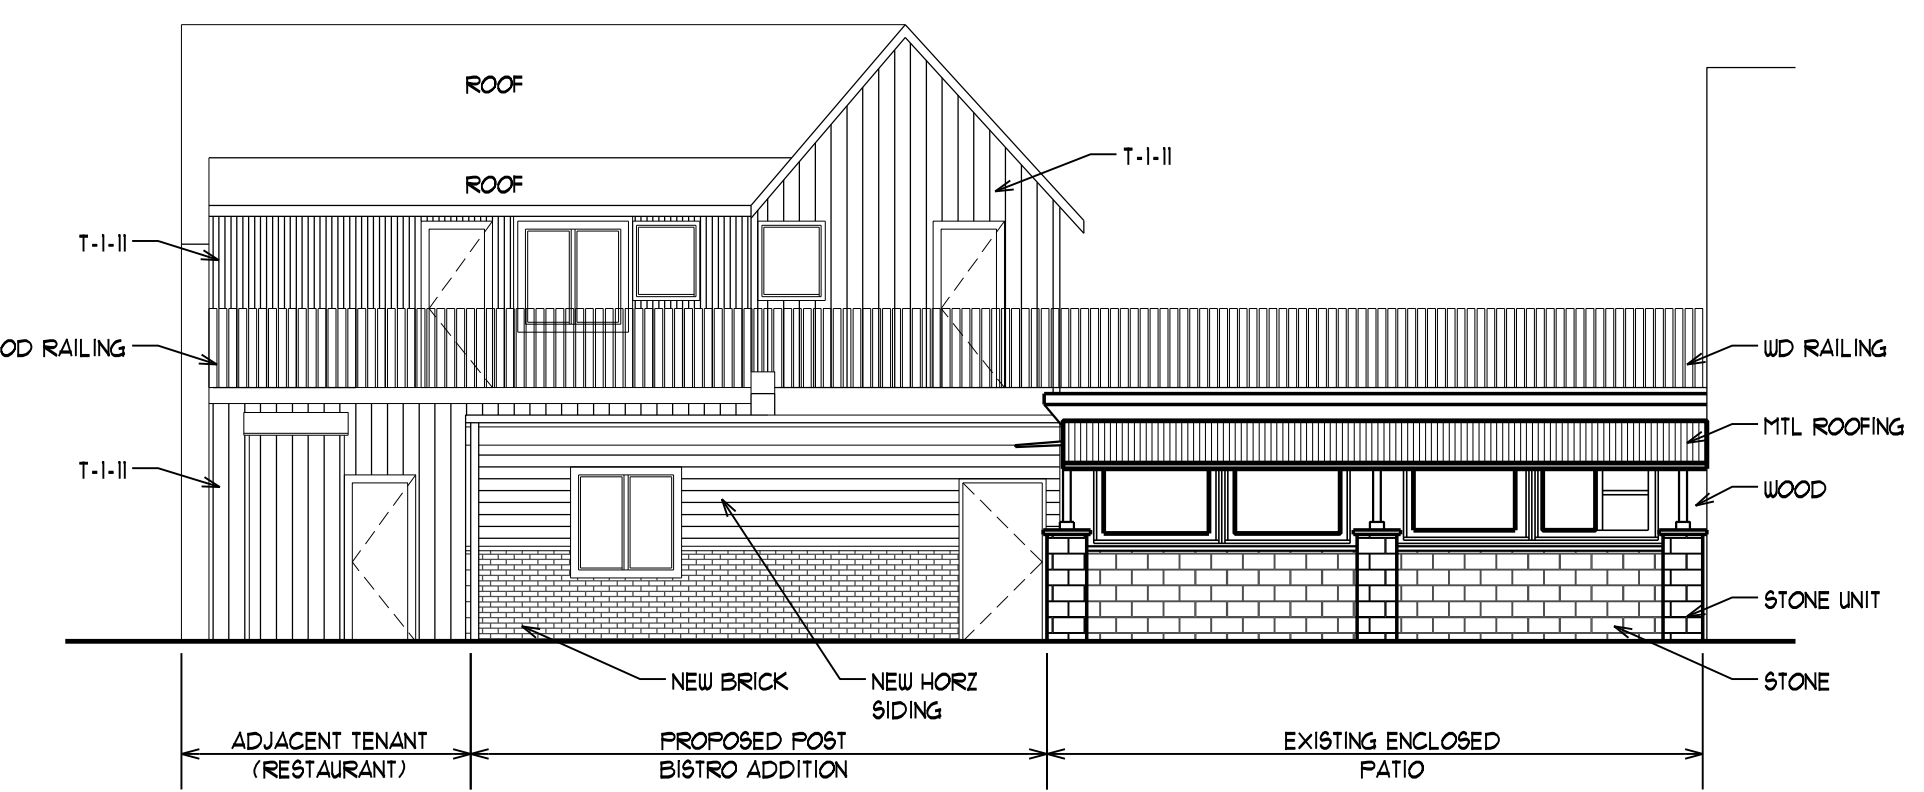 ROOF
T-1-11
ROOF
T-1-11
OD RAILING
WD RAILING
MTL ROOFING
T-1-11
WOOD
STONE UNIT
NEW BRICK
NEW HORZ
SIDING
STONE
ADJACENT TENANT
(RESTAURANT)
PROPOSED POST
BISTRO ADDITION
EXISTING ENCLOSED
PATIO